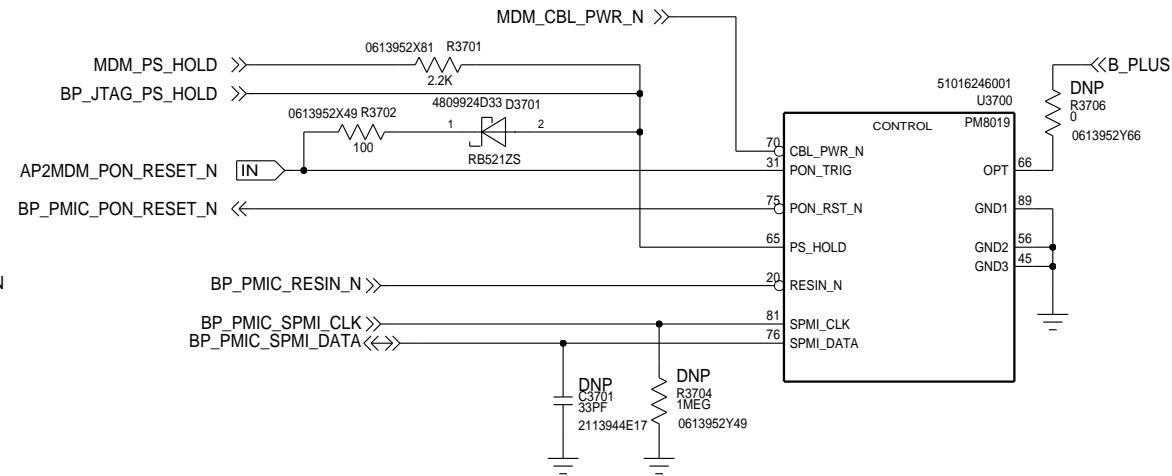 MDM_CBL_PWR_N
0613952X81 R3701
MDM_PS_HOLD
2.2K
B_PLUS
BP_JTAG_PS_HOLD
51016246001
DNP
4809924D33 D3701
U3700
R3706
0613952X49 R3702
1 2
CONTROL PM8019
0
0613952Y66
100
RB521ZS
70 CBL_PWR_N
AP2MDM_PON_RESET_N IN
31 PON_TRIG
OPT 66
BP_PMIC_PON_RESET_N
75 PON_RST_N
GND1 89
65 PS_HOLD
GND2 56
GND3 45
N
BP_PMIC_RESIN_N
20 RESIN_N
BP_PMIC_SPMI_CLK
81 SPMI_CLK
BP_PMIC_SPMI_DATA
76 SPMI_DATA
DNP
C3701
33PF
2113944E17
DNP
R3704
1MEG
0613952Y49